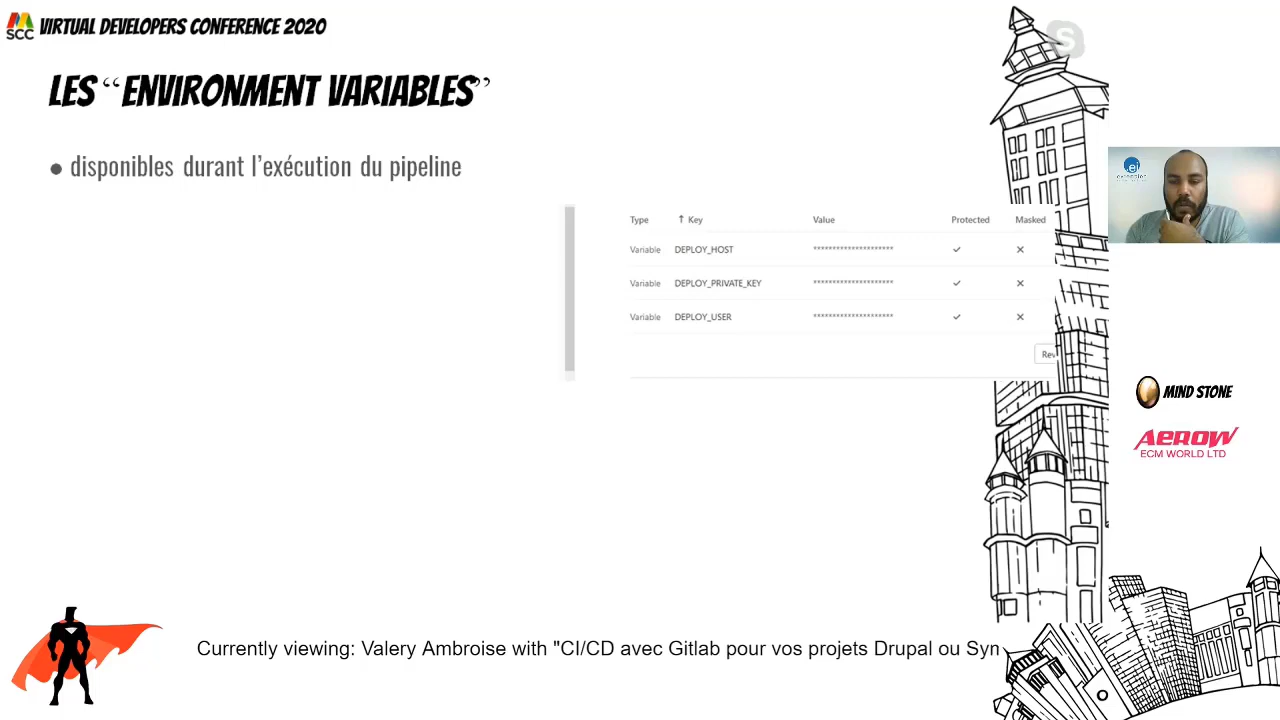 SCC VIRTUAL DEVELOPERS CONFERENCE 2020
S
LES “ENVIRONMENT VARIABLES”
● disponibles durant l’exécution du pipeline
Type ↑ Key Value Protected Masked
Variable DEPLOY_HOST ******************** ✓ ✕
Variable DEPLOY_PRIVATE_KEY ******************** ✓ ✕
Variable DEPLOY_USER ******************** ✓ ✕
Rev
MIND STONE
AEROW
ECM WORLD LTD
Currently viewing: Valery Ambroise with "CI/CD avec Gitlab pour vos projets Drupal ou Syn